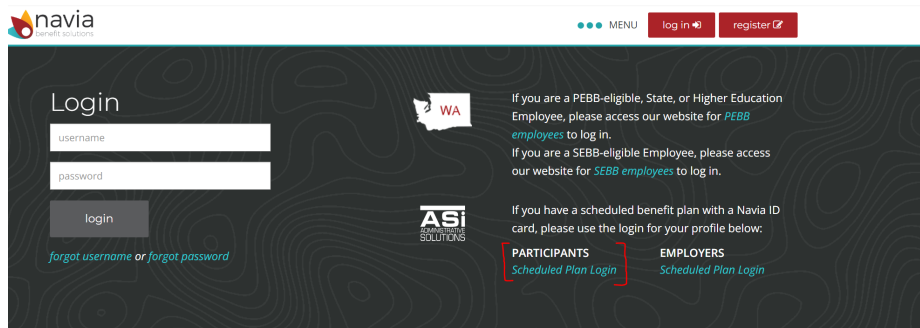 navia
benefit solutions
MENU
log in
register
Login
username
password
login
forgot username or forgot password
WA
If you are a PEBB-eligible, State, or Higher Education
Employee, please access our website for PEBB
employees to log in.
If you are a SEBB-eligible Employee, please access
our website for SEBB employees to log in.
ASi
ADMINISTRATIVE
SOLUTIONS
If you have a scheduled benefit plan with a Navia ID
card, please use the login for your profile below:
PARTICIPANTS
Scheduled Plan Login
EMPLOYERS
Scheduled Plan Login